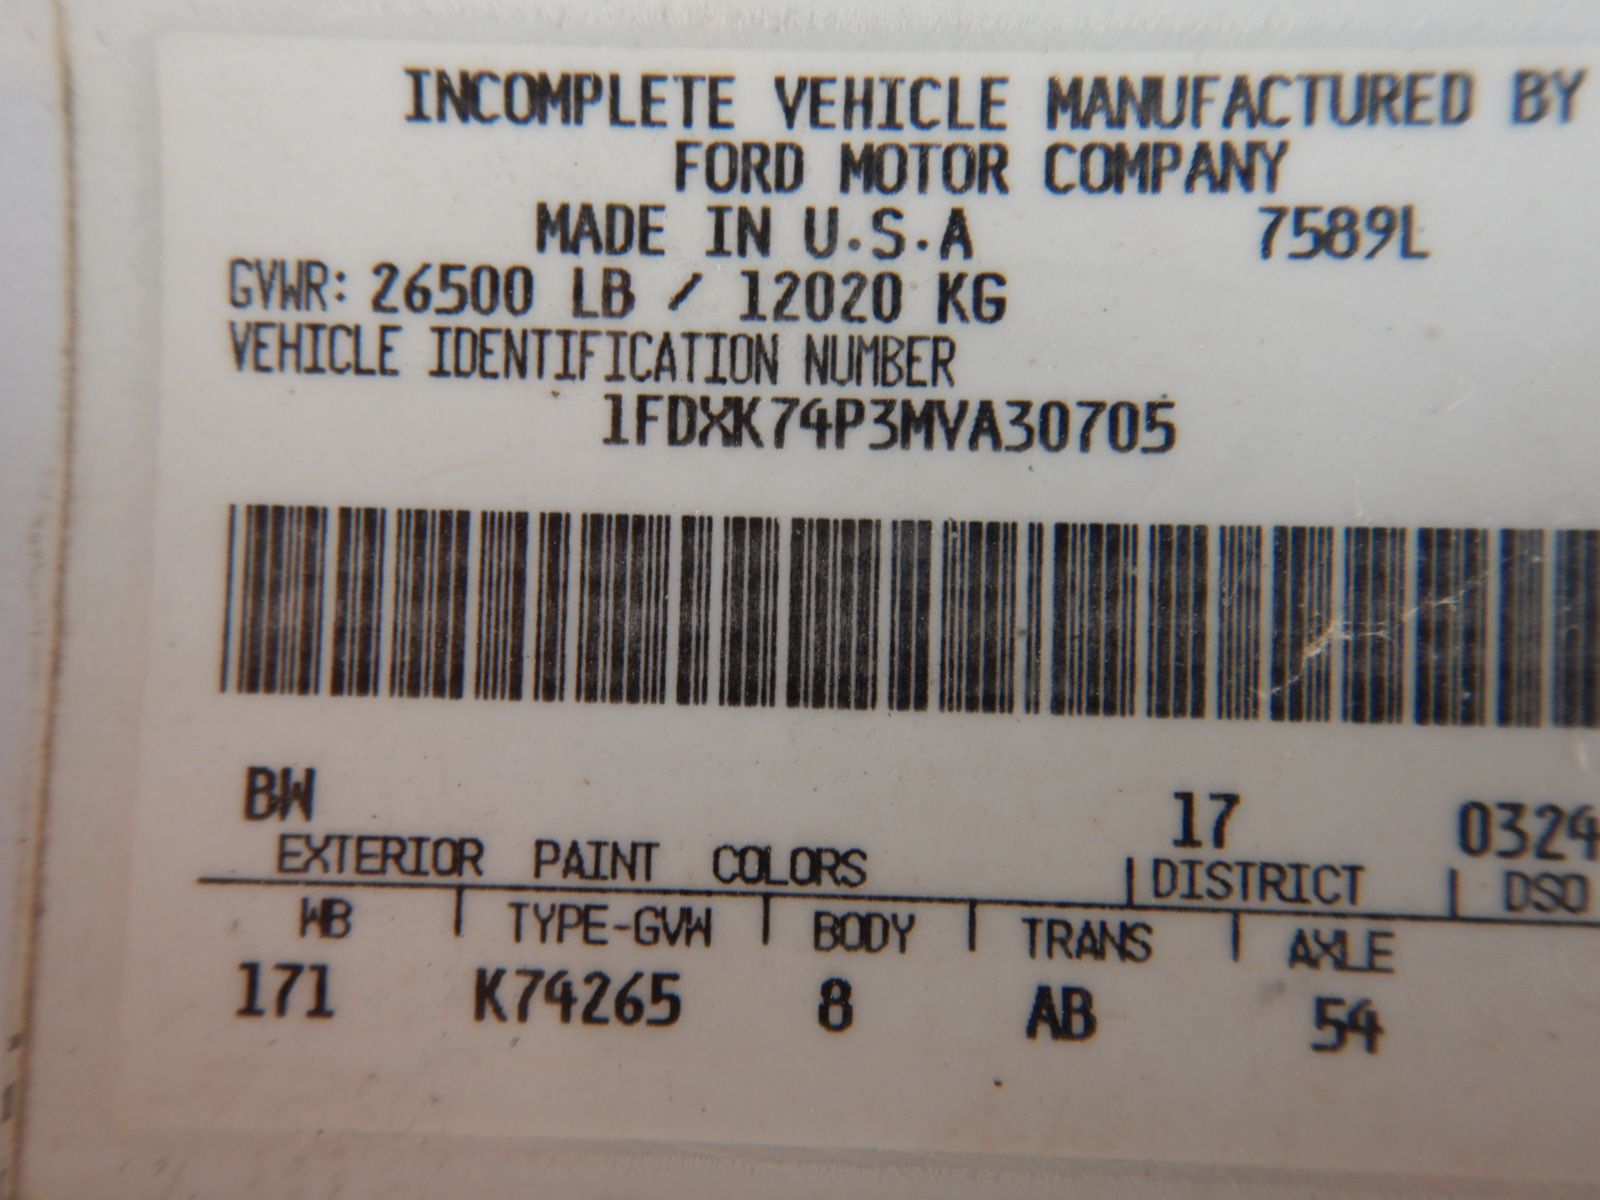 INCOMPLETE VEHICLE MANUFACTURED BY
FORD MOTOR COMPANY
MADE IN U.S.A 7589L
GVWR: 26500 LB / 12020 KG
VEHICLE IDENTIFICATION NUMBER
1FDXK74P3MVA30705
BW 17 0324
EXTERIOR PAINT COLORS DISTRICT DSO
WB TYPE-GVW BODY TRANS AXLE
171 K74265 8 AB 54